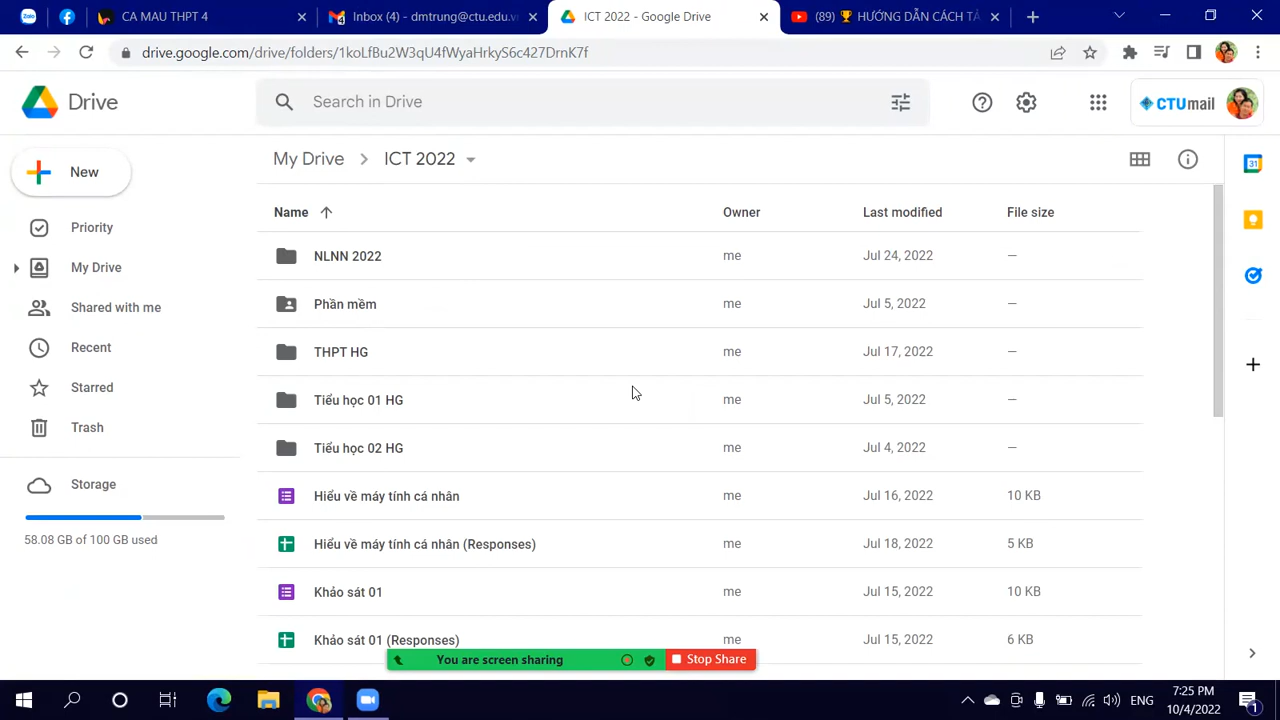 CA MAU THPT 4
Inbox (4) - dmtrung@ctu.edu.v
ICT 2022 - Google Drive
(89) 🏆 HƯỚNG DẪN CÁCH TẢ
drive.google.com/drive/folders/1koLfBu2W3qU4fWyaHrkyS6c427DrnK7f
Drive
Search in Drive
CTUmail
New
My Drive
ICT 2022
31
Name
Owner
Last modified
File size
Priority
My Drive
Shared with me
Recent
Starred
Trash
Storage
58.08 GB of 100 GB used
NLNN 2022 me Jul 24, 2022 —
Phần mềm me Jul 5, 2022 —
THPT HG me Jul 17, 2022 —
Tiểu học 01 HG me Jul 5, 2022 —
Tiểu học 02 HG me Jul 4, 2022 —
Hiểu về máy tính cá nhân me Jul 16, 2022 10 KB
Hiểu về máy tính cá nhân (Responses) me Jul 18, 2022 5 KB
Khảo sát 01 me Jul 15, 2022 10 KB
Khảo sát 01 (Responses) me Jul 15, 2022 6 KB
You are screen sharing
Stop Share
ENG
7:25 PM
10/4/2022
1